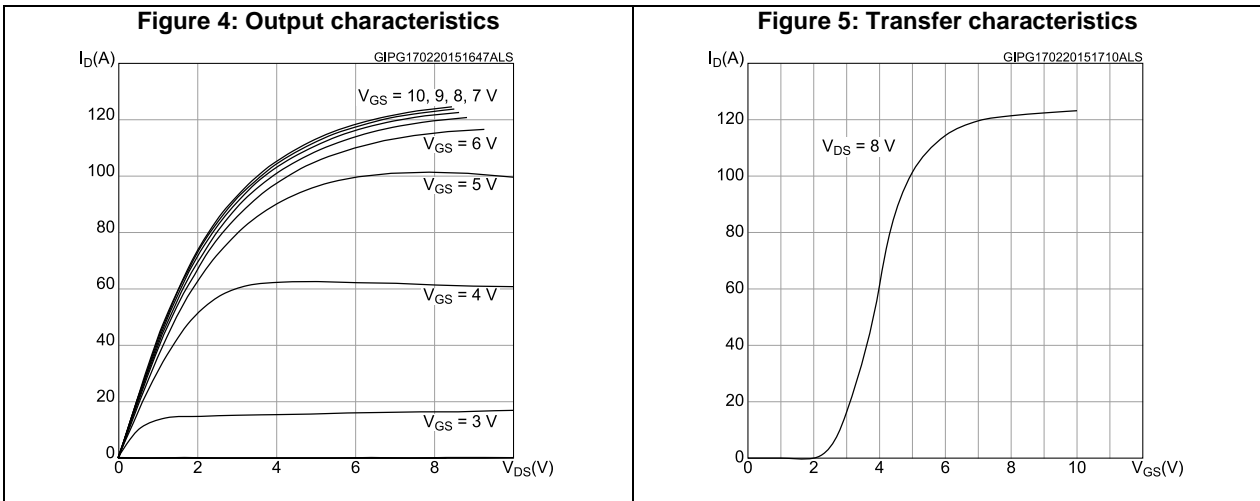 Figure 4: Output characteristics
I_D(A)
GIPG170220151647ALS
V_GS = 10, 9, 8, 7 V
120
V_GS = 6 V
100
V_GS = 5 V
80
60
V_GS = 4 V
40
20
V_GS = 3 V
0
0 2 4 6 8 V_DS(V)
Figure 5: Transfer characteristics
I_D(A)
GIPG170220151710ALS
120
V_DS = 8 V
100
80
60
40
20
0
0 2 4 6 8 10 V_GS(V)